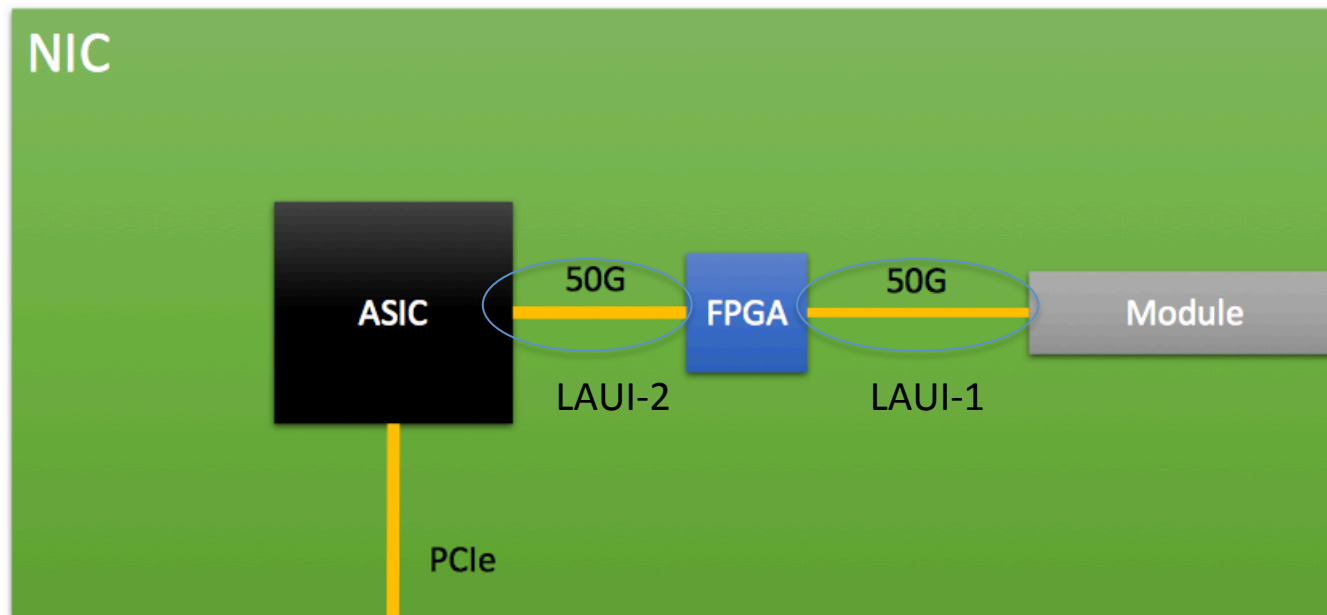 NIC
50G
50G
ASIC
FPGA
Module
LAUI-2
LAUI-1
PCIe